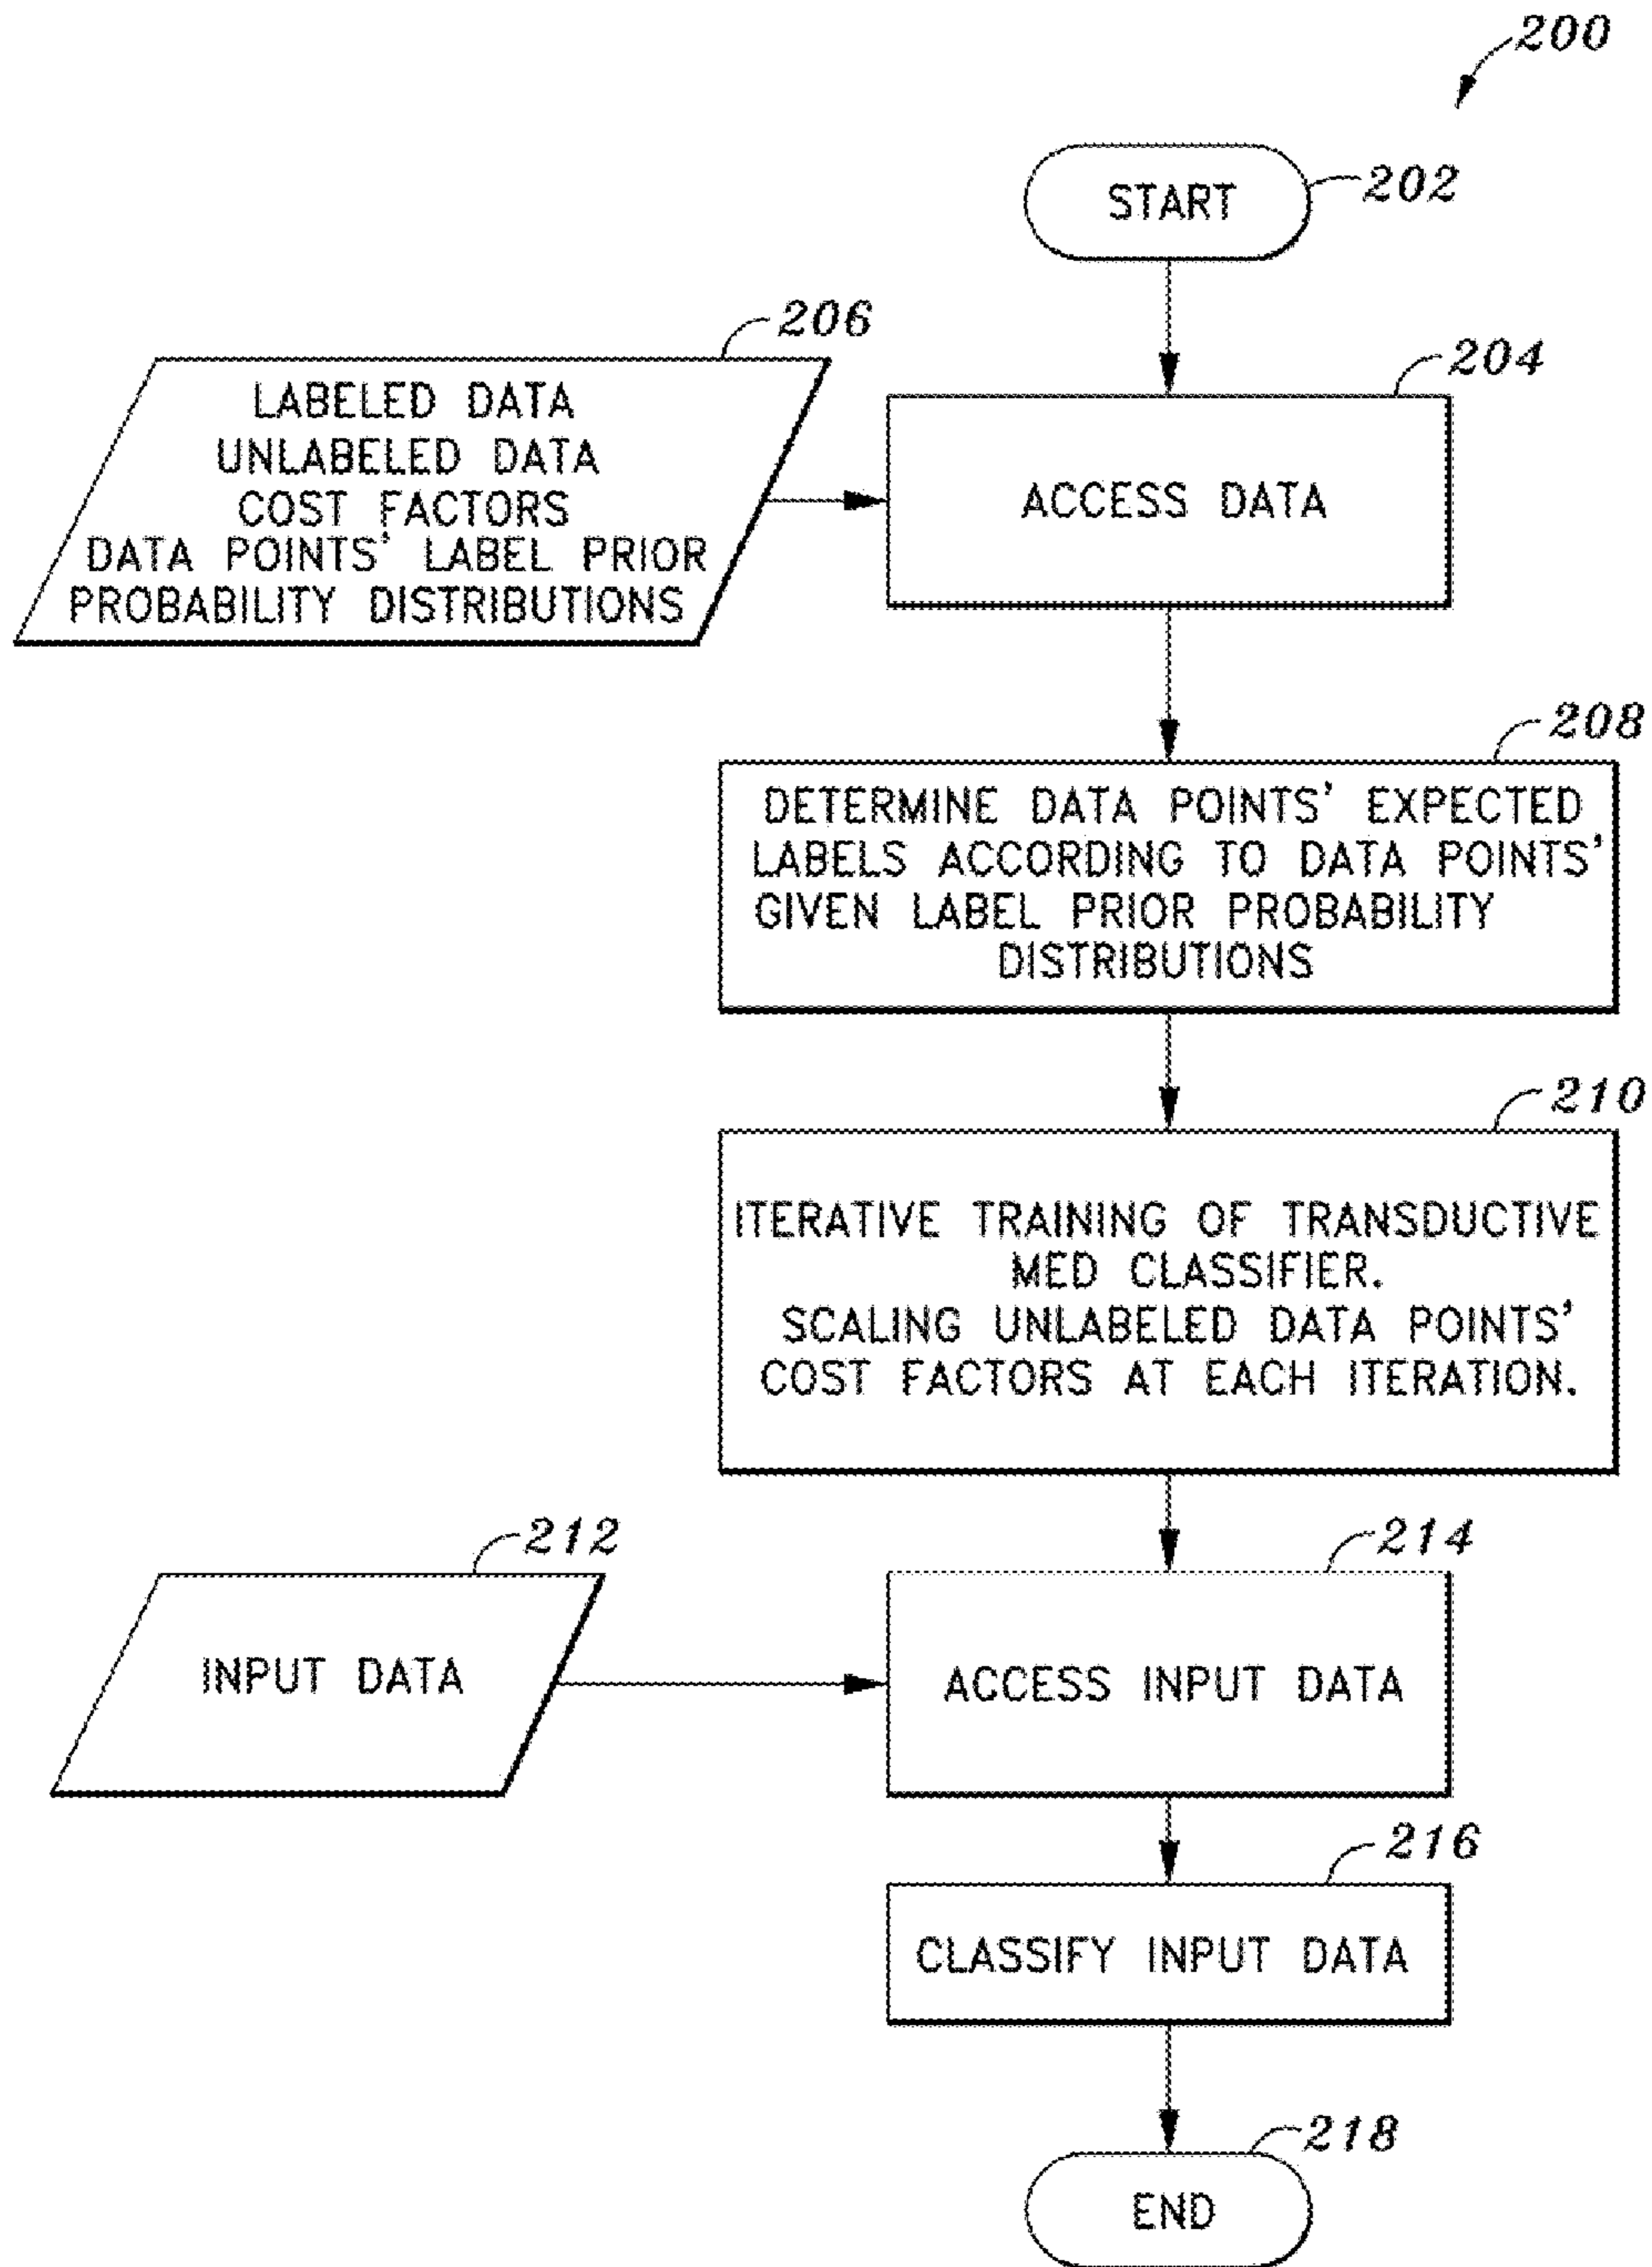 200
START
202
206
LABELED DATA
UNLABELED DATA
COST FACTORS
DATA POINTS' LABEL PRIOR
PROBABILITY DISTRIBUTIONS
204
ACCESS DATA
208
DETERMINE DATA POINTS' EXPECTED
LABELS ACCORDING TO DATA POINTS'
GIVEN LABEL PRIOR PROBABILITY
DISTRIBUTIONS
210
ITERATIVE TRAINING OF TRANSDUCTIVE
MED CLASSIFIER.
SCALING UNLABELED DATA POINTS'
COST FACTORS AT EACH ITERATION.
212
INPUT DATA
214
ACCESS INPUT DATA
216
CLASSIFY INPUT DATA
218
END